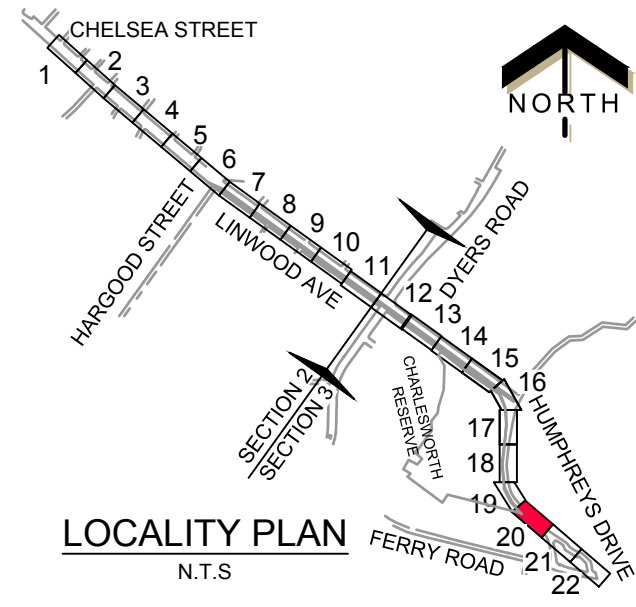 CHELSEA STREET
1
2
3
4
5
6
7
8
9
10
11
12
13
14
15
16
17
18
19
20
21
22
NORTH
HARGOOD STREET
LINWOOD AVE
DYERS ROAD
SECTION 2
SECTION 3
CHARLESWORTH
RESERVE
HUMPHREYS DRIVE
FERRY ROAD
LOCALITY PLAN
N.T.S